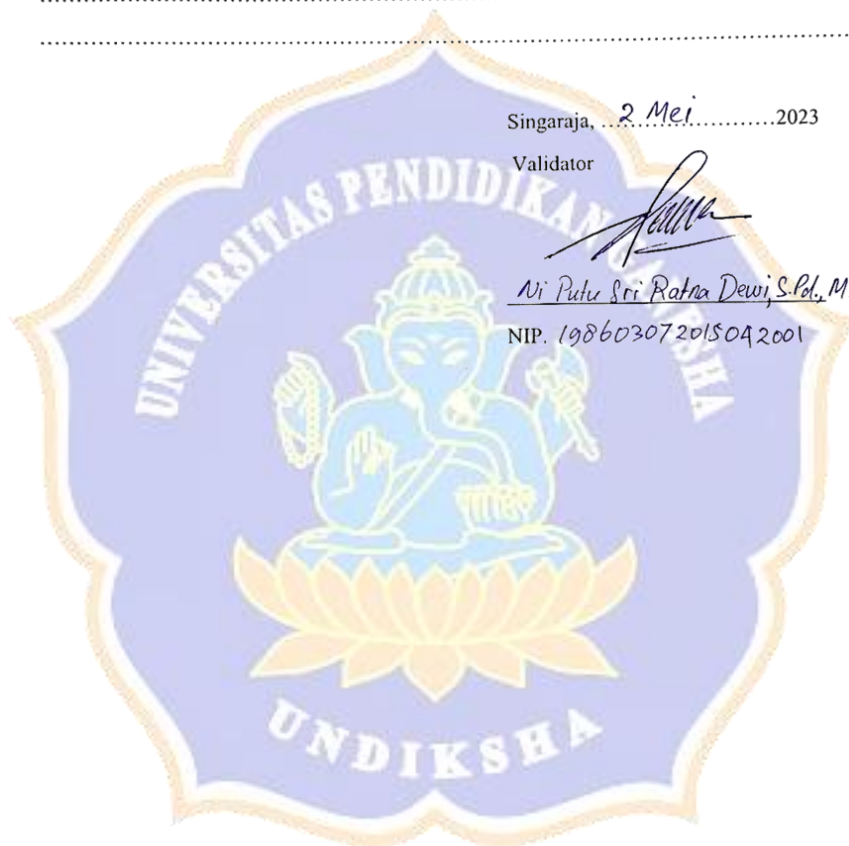 Singaraja, 2 Mei 2023
Validator
Ni Putu Sri Ratna Dewi, S.Pd., M
NIP. 198603072015042001
UNIVERSITAS PENDIDIKAN GANESHA
UNDIKSHA